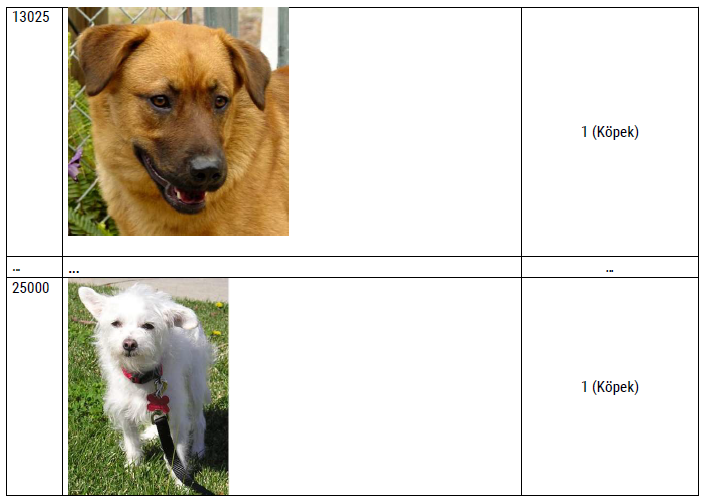 13025
1 (Köpek)
... ... ...
25000
1 (Köpek)